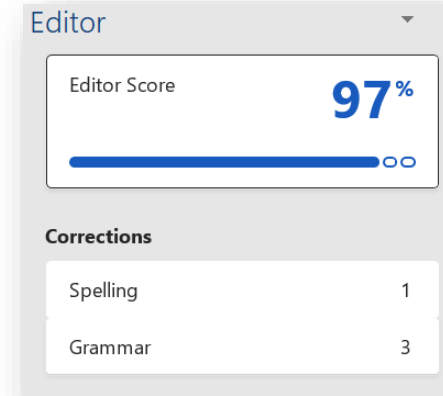 Editor
Editor Score 97%
Corrections
Spelling 1
Grammar 3